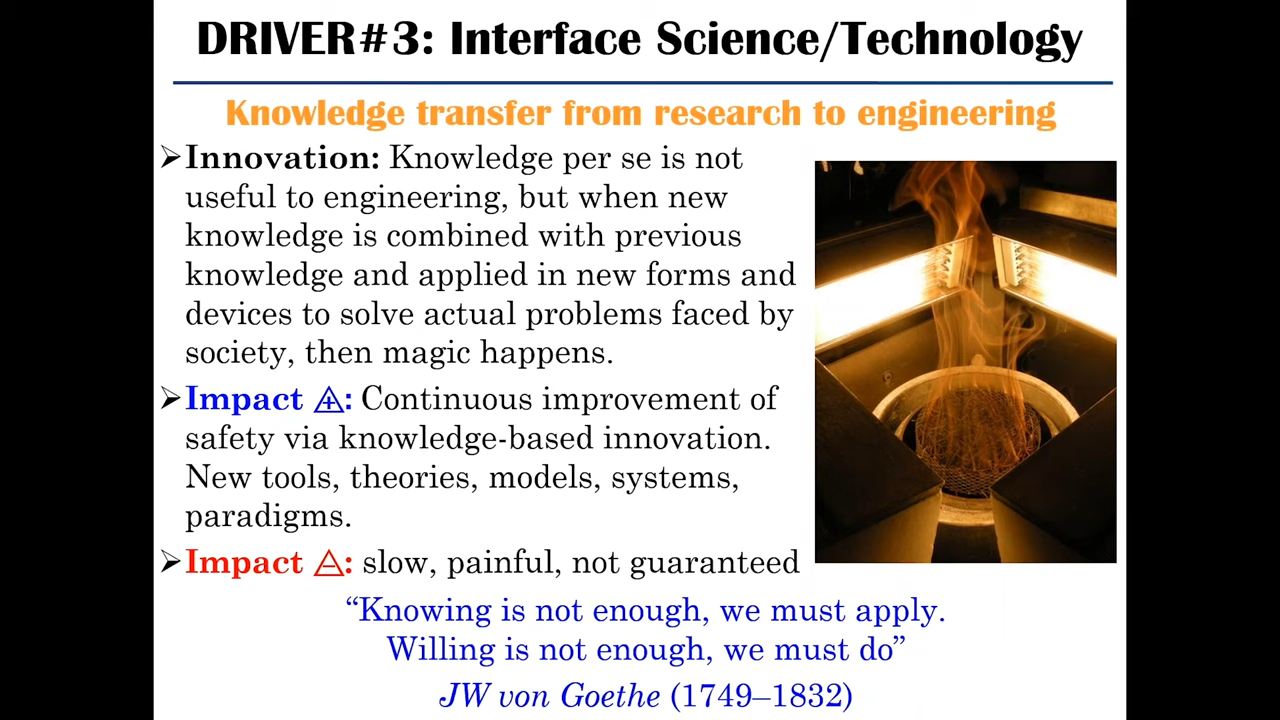 DRIVER#3: Interface Science/Technology
Knowledge transfer from research to engineering
➢Innovation: Knowledge per se is not
useful to engineering, but when new
knowledge is combined with previous
knowledge and applied in new forms and
devices to solve actual problems faced by
society, then magic happens.
➢Impact ⨹: Continuous improvement of
safety via knowledge-based innovation.
New tools, theories, models, systems,
paradigms.
➢Impact ⨺: slow, painful, not guaranteed
“Knowing is not enough, we must apply.
Willing is not enough, we must do”
JW von Goethe (1749–1832)